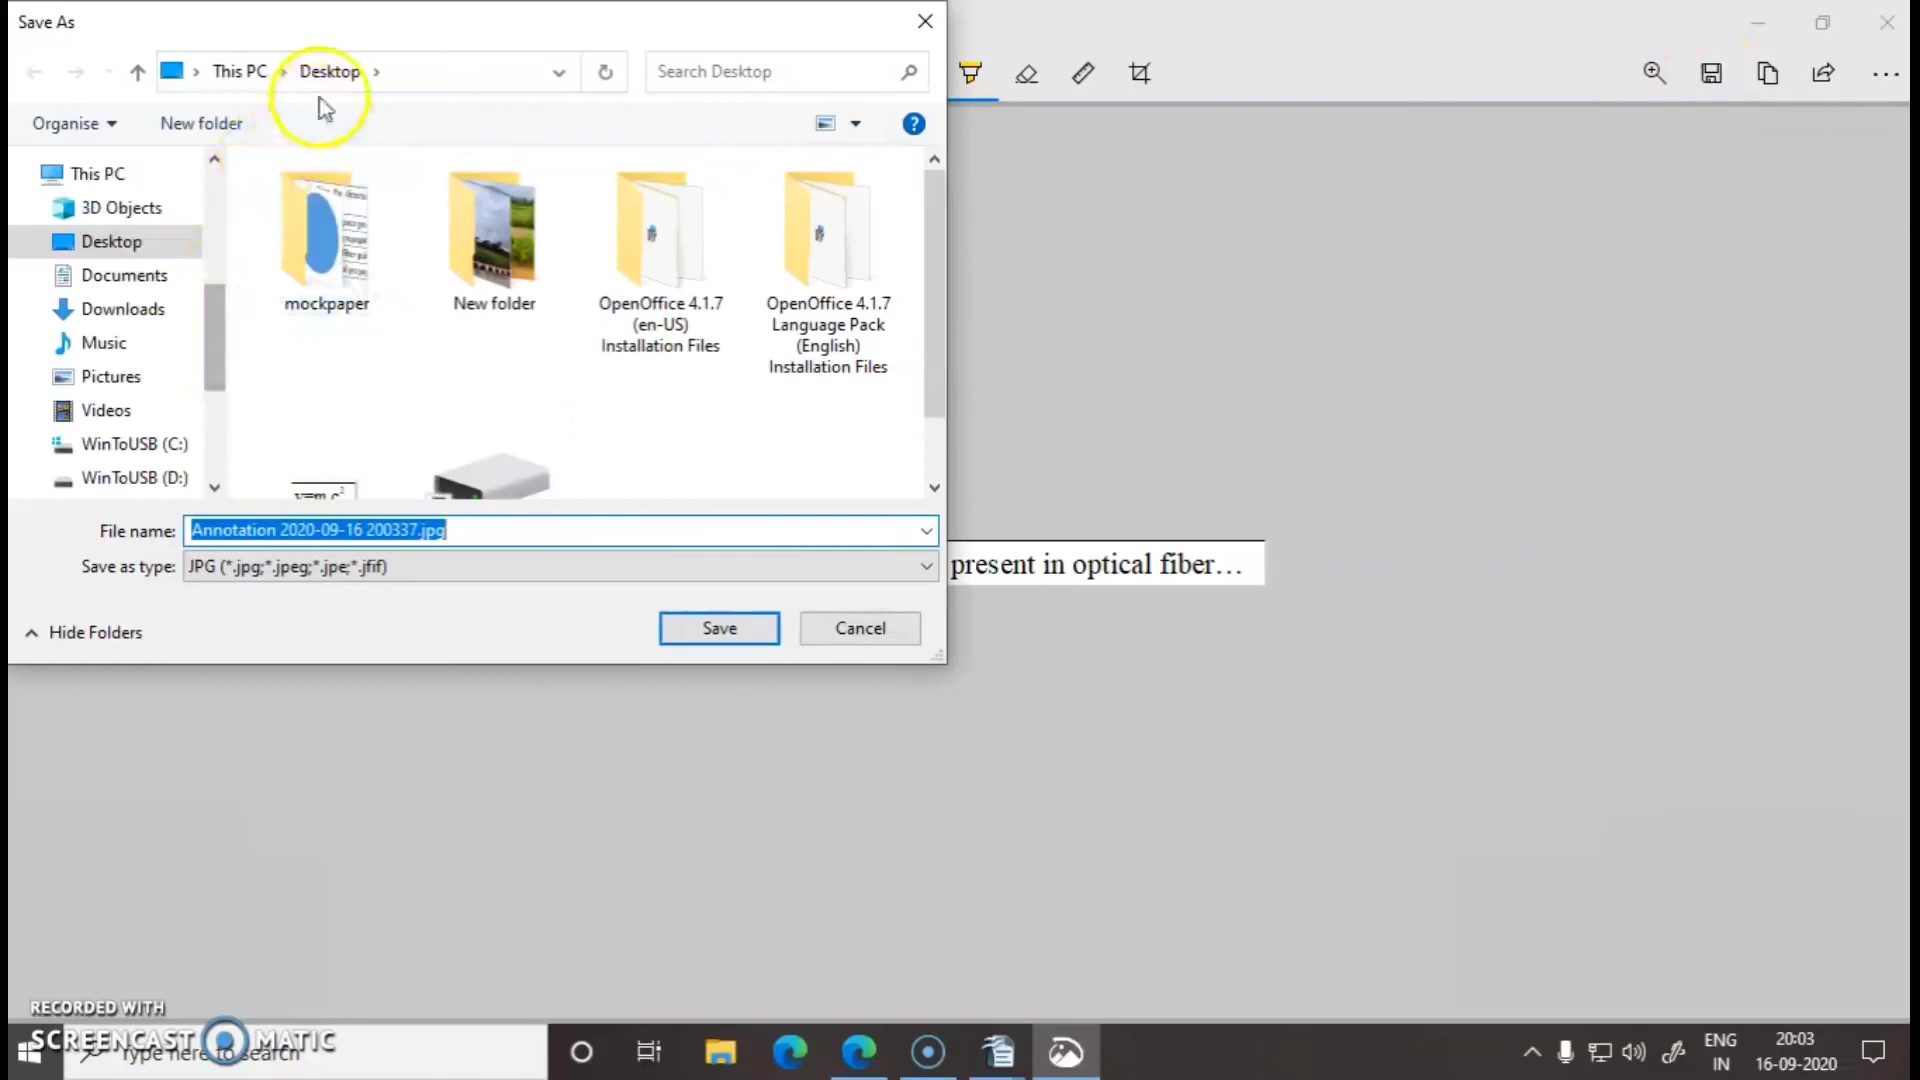 Save As
This PC
Desktop
Search Desktop
Organise
New folder
This PC
3D Objects
Desktop
Documents
Downloads
Music
Pictures
Videos
WinToUSB (C:)
WinToUSB (D:)
mockpaper
New folder
OpenOffice 4.1.7
(en-US)
Installation Files
OpenOffice 4.1.7
Language Pack
(English)
Installation Files
File name:
Annotation 2020-09-16 200337.jpg
Save as type:
JPG (*.jpg;*.jpeg;*.jpe;*.jfif)
Hide Folders
Save
Cancel
present in optical fiber…
RECORDED WITH
SCREENCAST MATIC
Type here to search
ENG
IN
20:03
16-09-2020